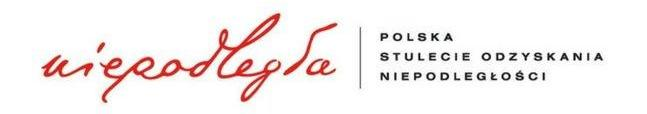 niepodległa
POLSKA
STULECIE ODZYSKANIA
NIEPODLEGŁOŚCI